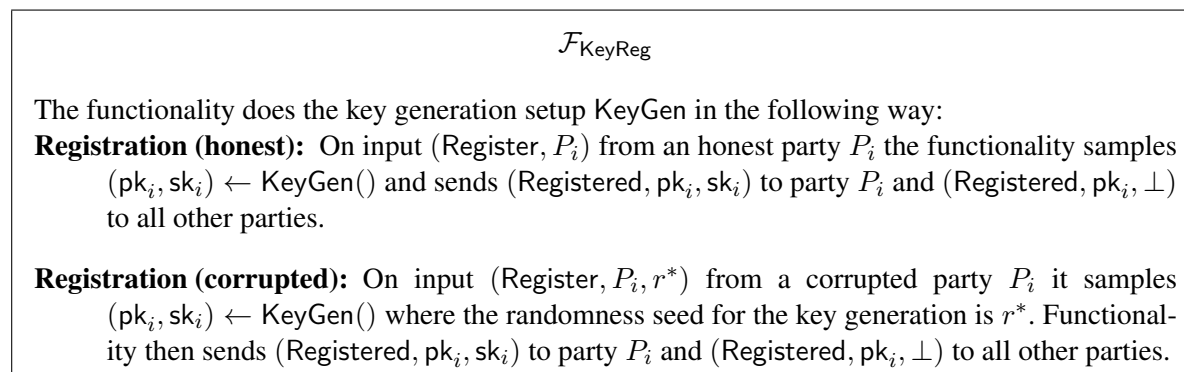 𝓕_KeyReg
The functionality does the key generation setup KeyGen in the following way:
Registration (honest): On input (Register, P_i) from an honest party P_i the functionality samples
(pk_i, sk_i) ← KeyGen() and sends (Registered, pk_i, sk_i) to party P_i and (Registered, pk_i, ⊥)
to all other parties.
Registration (corrupted): On input (Register, P_i, r*) from a corrupted party P_i it samples
(pk_i, sk_i) ← KeyGen() where the randomness seed for the key generation is r*. Functional-
ity then sends (Registered, pk_i, sk_i) to party P_i and (Registered, pk_i, ⊥) to all other parties.